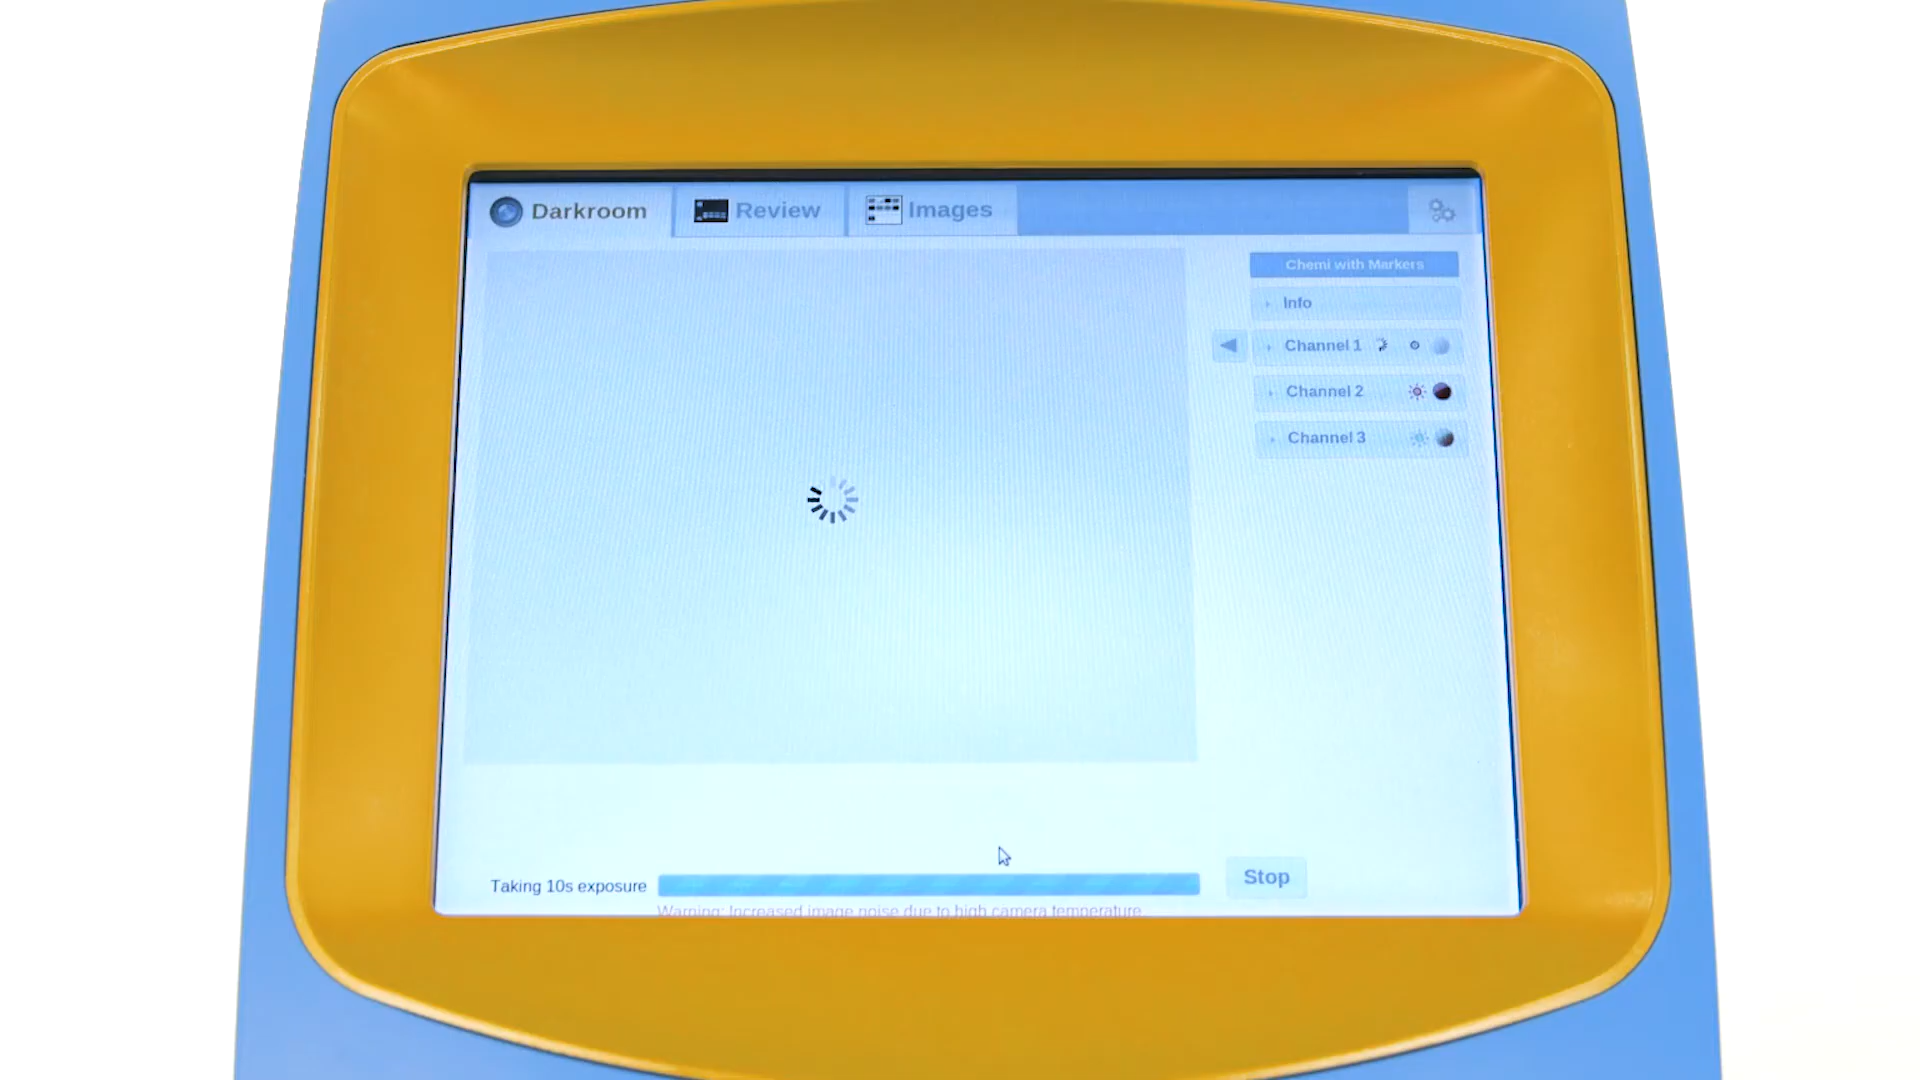 Darkroom Review Images
Chemi with Markers
Info
Channel 1
Channel 2
Channel 3
Taking 10s exposure
Stop
Warning: Increased image noise due to high camera temperature